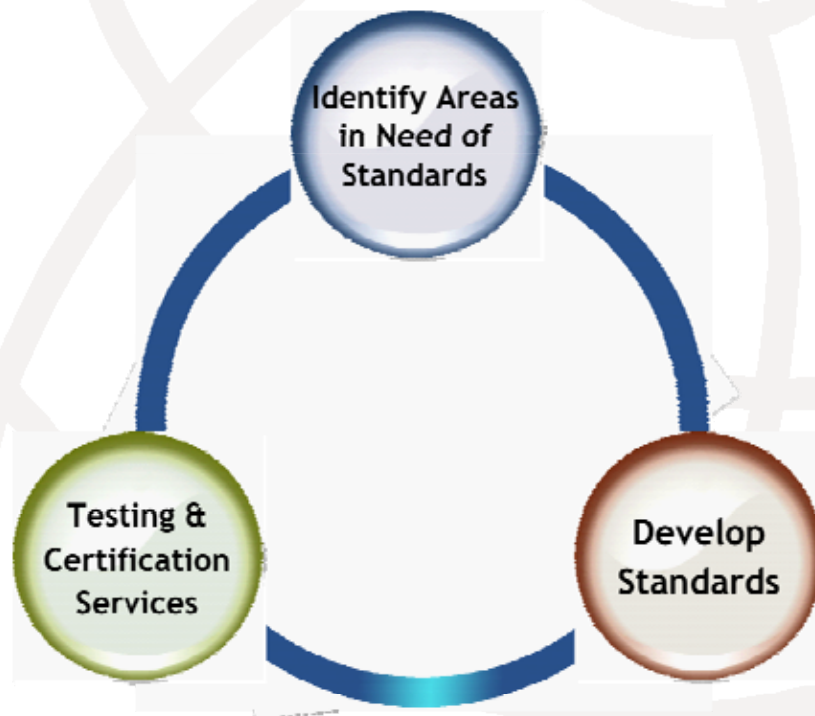 Identify Areas
in Need of
Standards
Testing &
Certification
Services
Develop
Standards